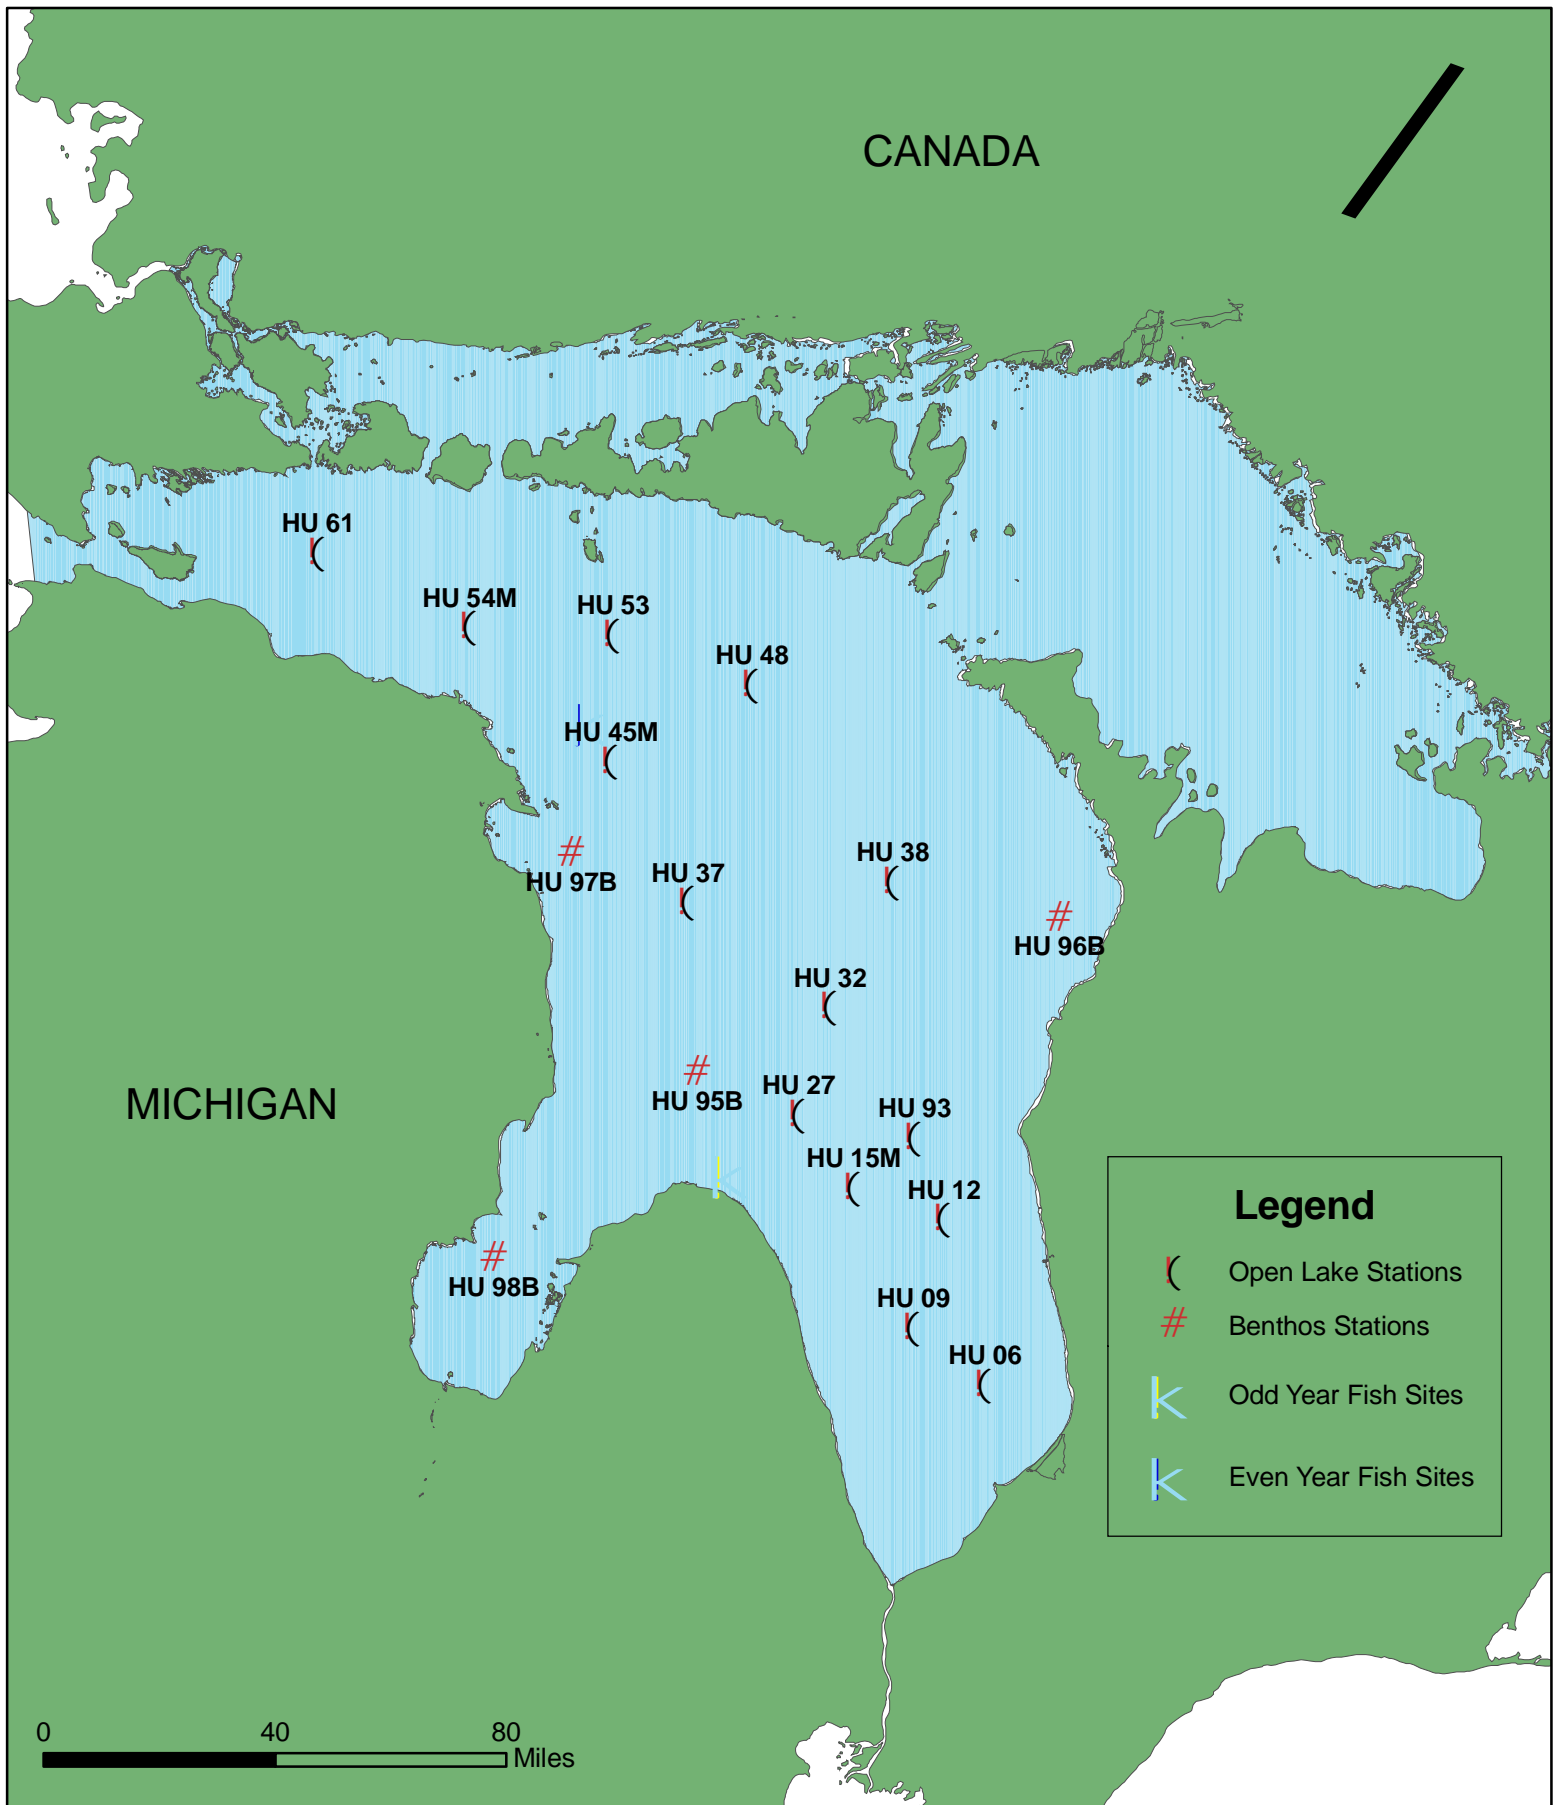 CANADA
HU 61
HU 54M
HU 53
HU 48
HU 45M
HU 38
HU 37
HU 97B
HU 96B
HU 32
HU 27
HU 95B
MICHIGAN
HU 93
HU 15M
HU 12
HU 98B
HU 09
HU 06
Legend
Open Lake Stations
# Benthos Stations
Odd Year Fish Sites
Even Year Fish Sites
0 40 80
Miles